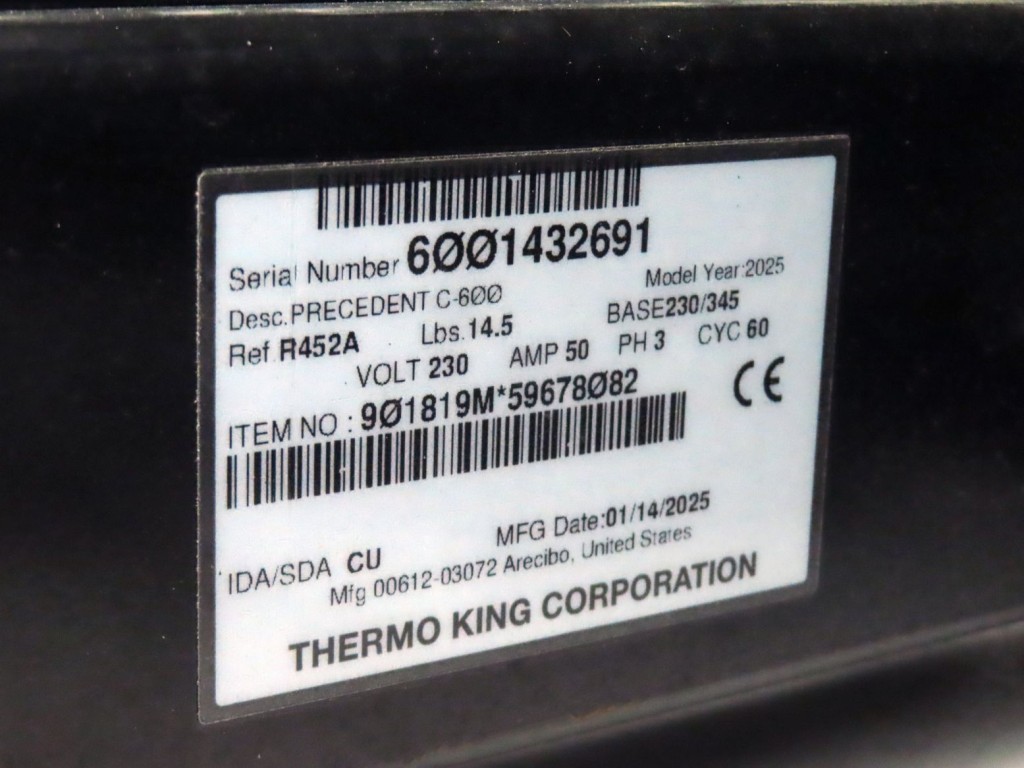 Serial Number 6ØØ1432691
Desc.PRECEDENT C-6ØØ Model Year:2025
Ref R452A Lbs.14.5 BASE230/345
VOLT 230 AMP 50 PH 3 CYC 60
ITEM NO : 9Ø1819M*59678Ø82
CE
IDA/SDA CU MFG Date:01/14/2025
Mfg 00612-03072 Arecibo, United States
THERMO KING CORPORATION